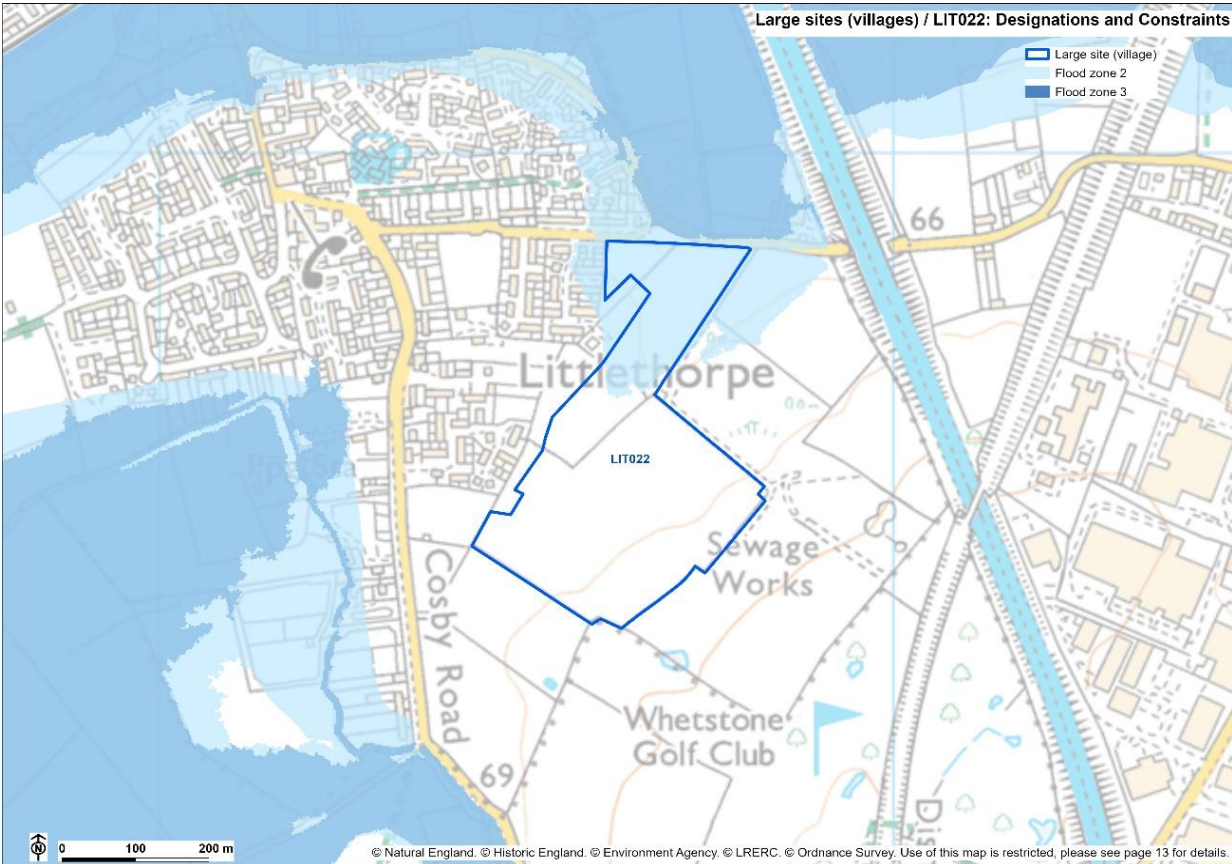 Large sites (villages) / LIT022: Designations and Constraints
Large site (village)
Flood zone 2
Flood zone 3
66
Littlethorpe
LIT022
Sewage
Works
Cosby Road
Whetstone
Golf Club
69
Dis
N
0 100 200 m
© Natural England. © Historic England. © Environment Agency. © LRERC. © Ordnance Survey. Use of this map is restricted, please see page 13 for details